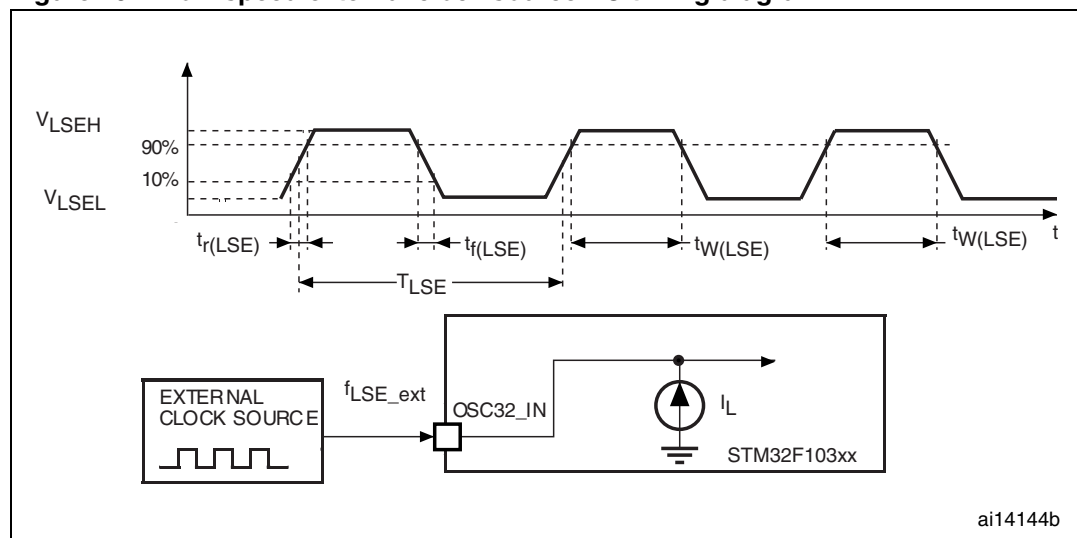 V_LSEH
90%
10%
V_LSEL
t_r(LSE)
t_f(LSE)
t_W(LSE)
t_W(LSE)
t
T_LSE
EXTERNAL
CLOCK SOURCE
f_LSE_ext
OSC32_IN
I_L
STM32F103xx
ai14144b